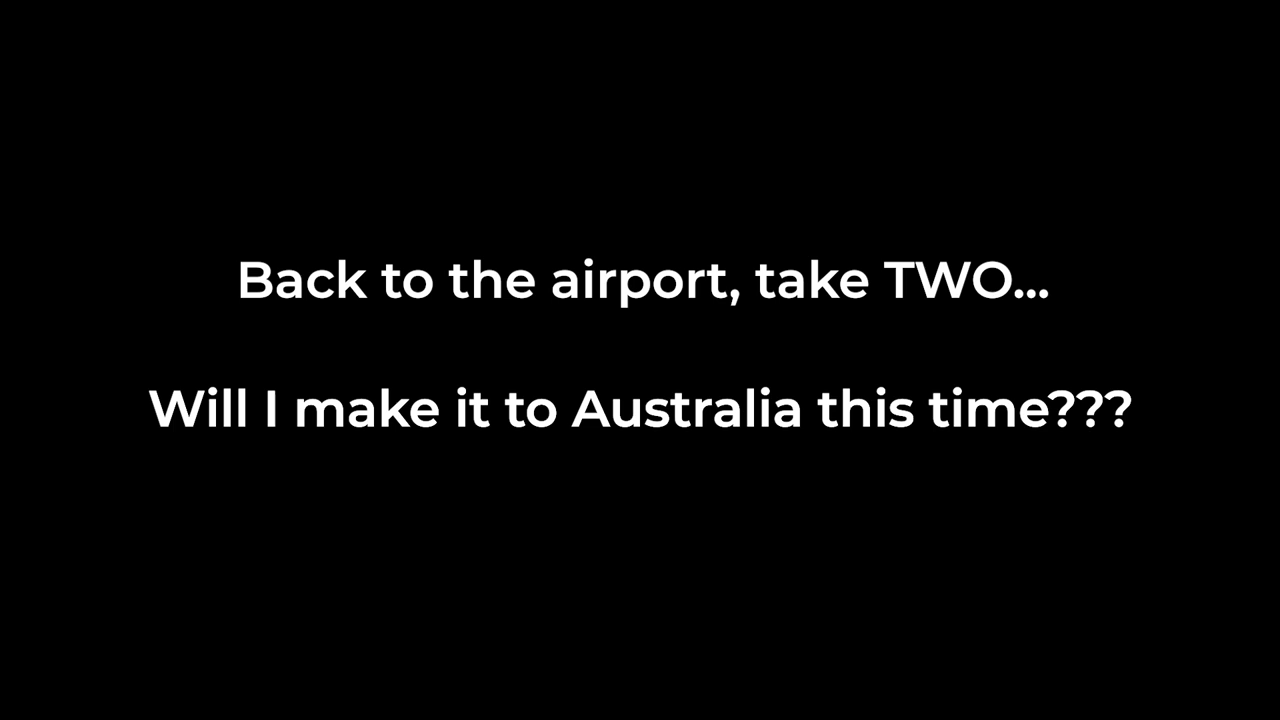 Back to the airport, take TWO...
Will I make it to Australia this time???